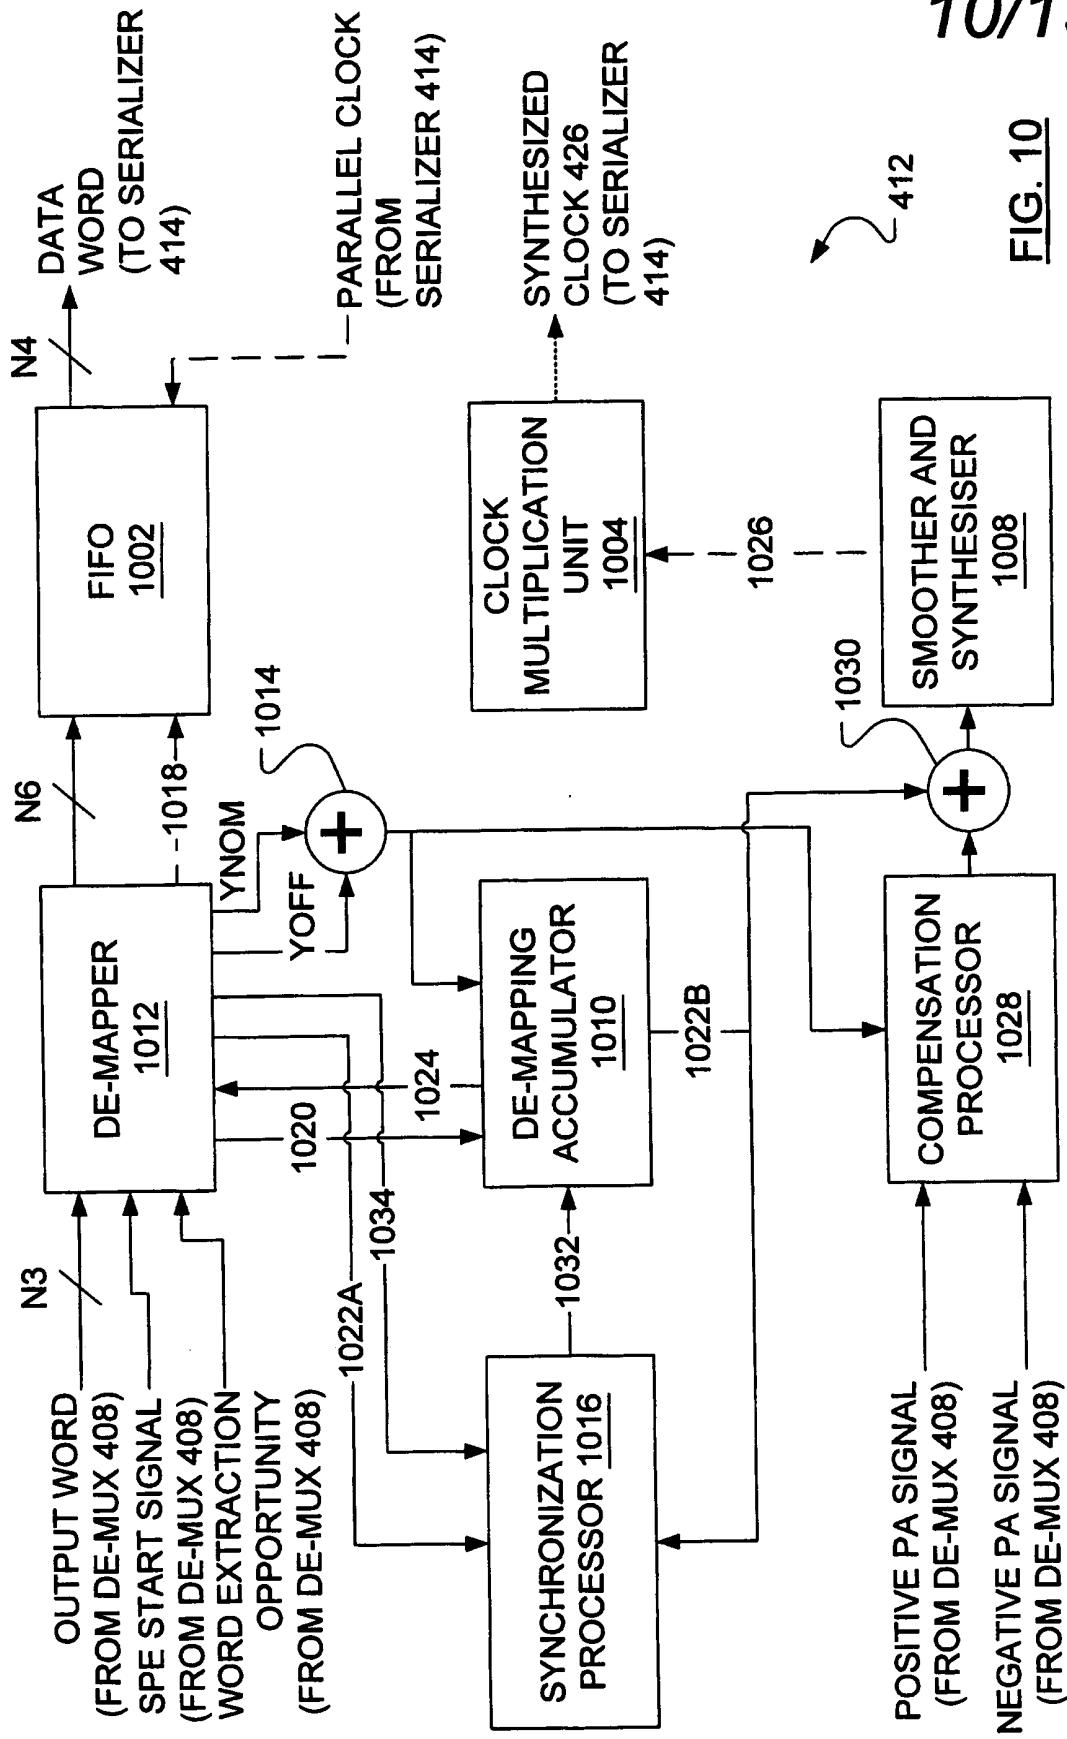 10/1
OUTPUT WORD
(FROM DE-MUX 408)
SPE START SIGNAL
(FROM DE-MUX 408)
WORD EXTRACTION
OPPORTUNITY
(FROM DE-MUX 408)
N3
DE-MAPPER
1012
N6
1018
FIFO
1002
N4
DATA
WORD
(TO SERIALIZER
414)
PARALLEL CLOCK
(FROM
SERIALIZER 414)
YNOM
YOFF
1014
1020
1024
1022A
1034
SYNCHRONIZATION
PROCESSOR 1016
1032
DE-MAPPING
ACCUMULATOR
1010
1022B
CLOCK
MULTIPLICATION
UNIT
1004
SYNTHESIZED
CLOCK 426
(TO SERIALIZER
414)
1026
POSITIVE PA SIGNAL
(FROM DE-MUX 408)
NEGATIVE PA SIGNAL
(FROM DE-MUX 408)
COMPENSATION
PROCESSOR
1028
1030
SMOOTHER AND
SYNTHESISER
1008
412
FIG. 10